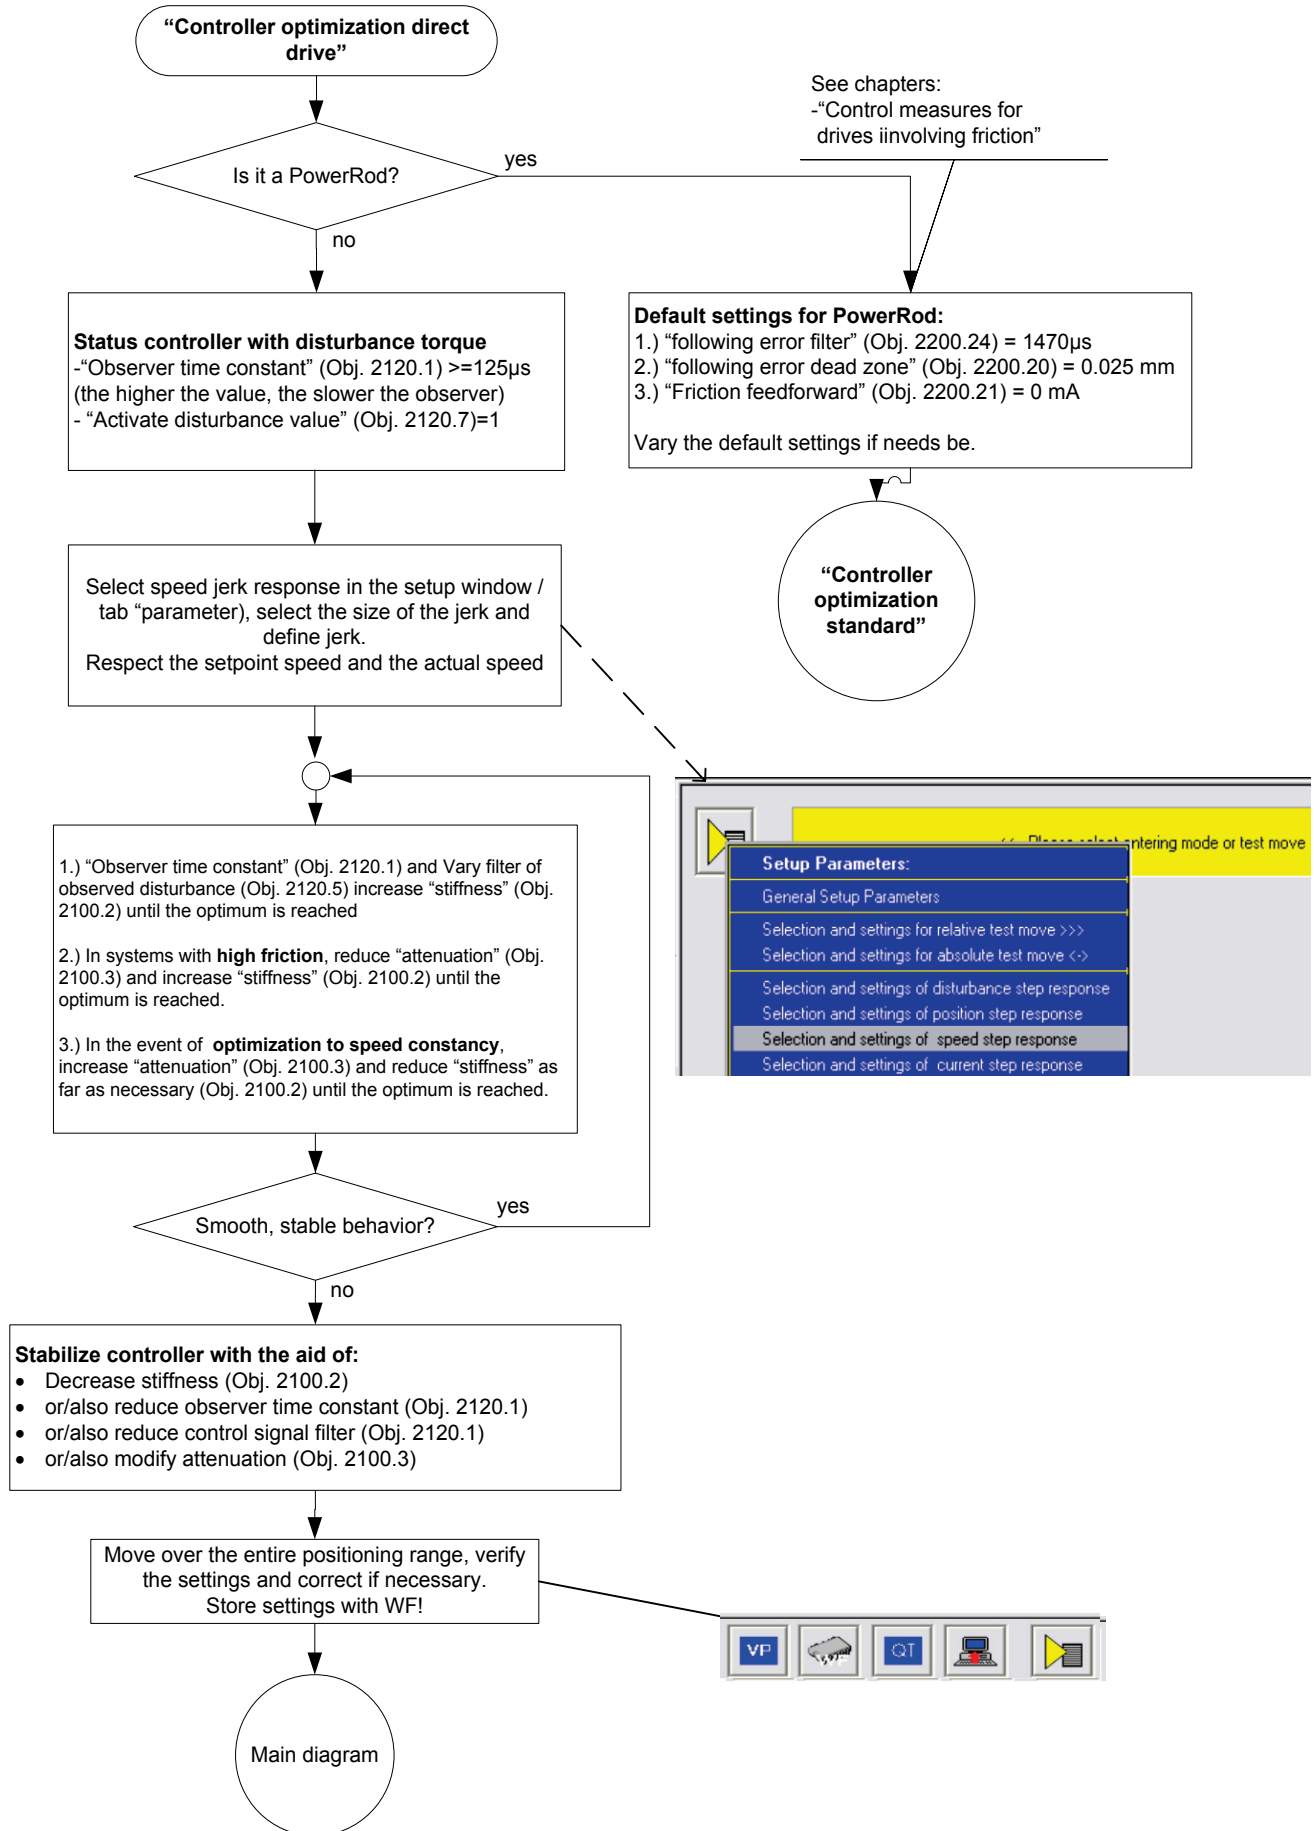 “Controller optimization direct
drive”
See chapters:
-“Control measures for
drives iinvolving friction”
Is it a PowerRod?
yes
no
Status controller with disturbance torque
-“Observer time constant” (Obj. 2120.1) >=125µs
(the higher the value, the slower the observer)
- “Activate disturbance value” (Obj. 2120.7)=1
Default settings for PowerRod:
1.) “following error filter” (Obj. 2200.24) = 1470µs
2.) “following error dead zone” (Obj. 2200.20) = 0.025 mm
3.) “Friction feedforward” (Obj. 2200.21) = 0 mA
Vary the default settings if needs be.
“Controller
optimization
standard”
Select speed jerk response in the setup window /
tab “parameter), select the size of the jerk and
define jerk.
Respect the setpoint speed and the actual speed
1.) “Observer time constant” (Obj. 2120.1) and Vary filter of
observed disturbance (Obj. 2120.5) increase “stiffness” (Obj.
2100.2) until the optimum is reached
2.) In systems with high friction, reduce “attenuation” (Obj.
2100.3) and increase “stiffness” (Obj. 2100.2) until the
optimum is reached.
3.) In the event of  optimization to speed constancy,
increase “attenuation” (Obj. 2100.3) and reduce “stiffness” as
far as necessary (Obj. 2100.2) until the optimum is reached.
<< Please select entering mode or test move
Setup Parameters:
General Setup Parameters
Selection and settings for relative test move >>>
Selection and settings for absolute test move <->
Selection and settings of disturbance step response
Selection and settings of position step response
Selection and settings of  speed step response
Selection and settings of  current step response
Smooth, stable behavior?
yes
no
Stabilize controller with the aid of:
• Decrease stiffness (Obj. 2100.2)
• or/also reduce observer time constant (Obj. 2120.1)
• or/also reduce control signal filter (Obj. 2120.1)
• or/also modify attenuation (Obj. 2100.3)
Move over the entire positioning range, verify
the settings and correct if necessary.
Store settings with WF!
VP
WF
QT
Main diagram